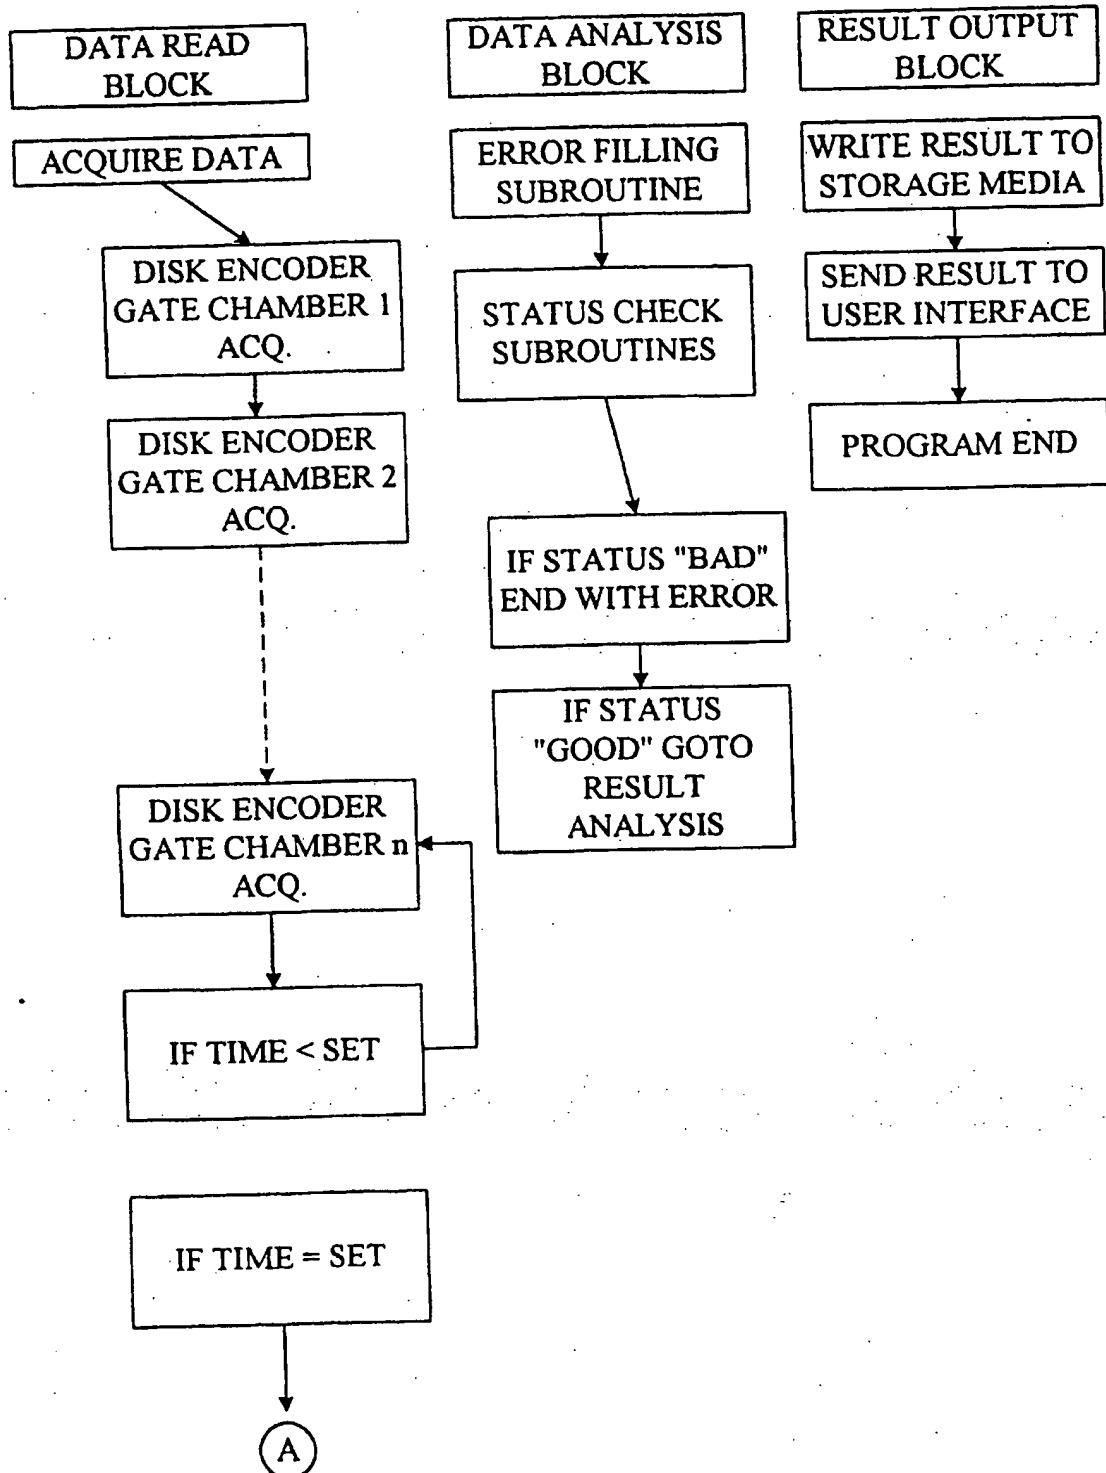 DATA READ
BLOCK
ACQUIRE DATA
DISK ENCODER
GATE CHAMBER 1
ACQ.
DISK ENCODER
GATE CHAMBER 2
ACQ.
DISK ENCODER
GATE CHAMBER n
ACQ.
IF TIME < SET
IF TIME = SET
A
DATA ANALYSIS
BLOCK
ERROR FILLING
SUBROUTINE
STATUS CHECK
SUBROUTINES
IF STATUS "BAD"
END WITH ERROR
IF STATUS
"GOOD" GOTO
RESULT
ANALYSIS
RESULT OUTPUT
BLOCK
WRITE RESULT TO
STORAGE MEDIA
SEND RESULT TO
USER INTERFACE
PROGRAM END